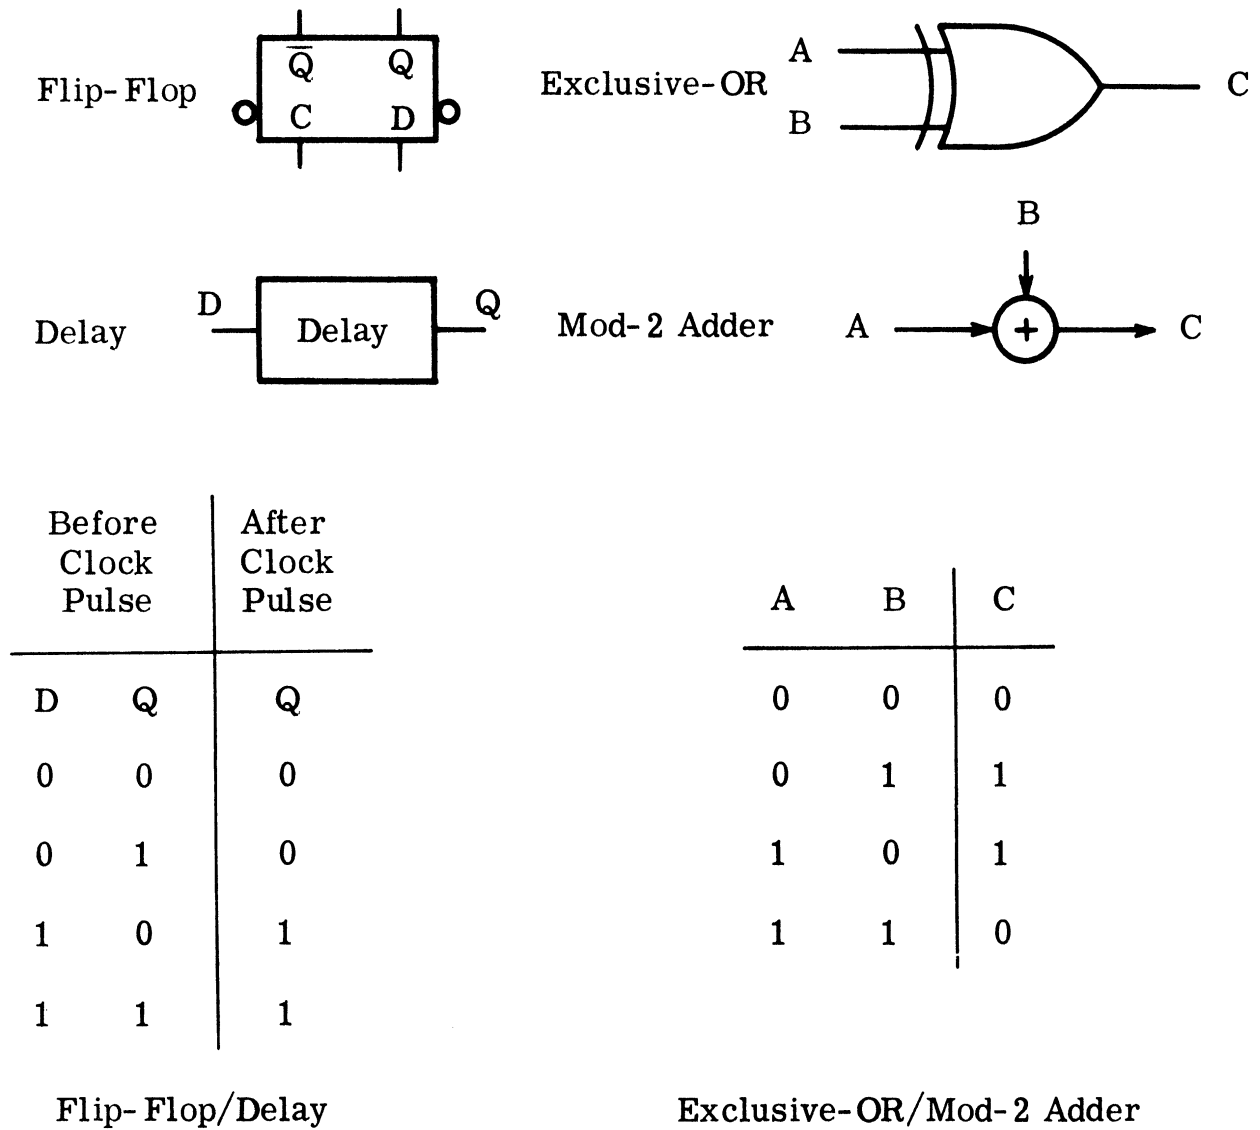 Flip-Flop
Q̅ Q
C D
Exclusive-OR
A
B
C
Delay
D
Delay
Q
Mod-2 Adder
B
A
+
C
Before Clock Pulse
After Clock Pulse
D Q Q
0 0 0
0 1 0
1 0 1
1 1 1
Flip-Flop/Delay
A B C
0 0 0
0 1 1
1 0 1
1 1 0
Exclusive-OR/Mod-2 Adder